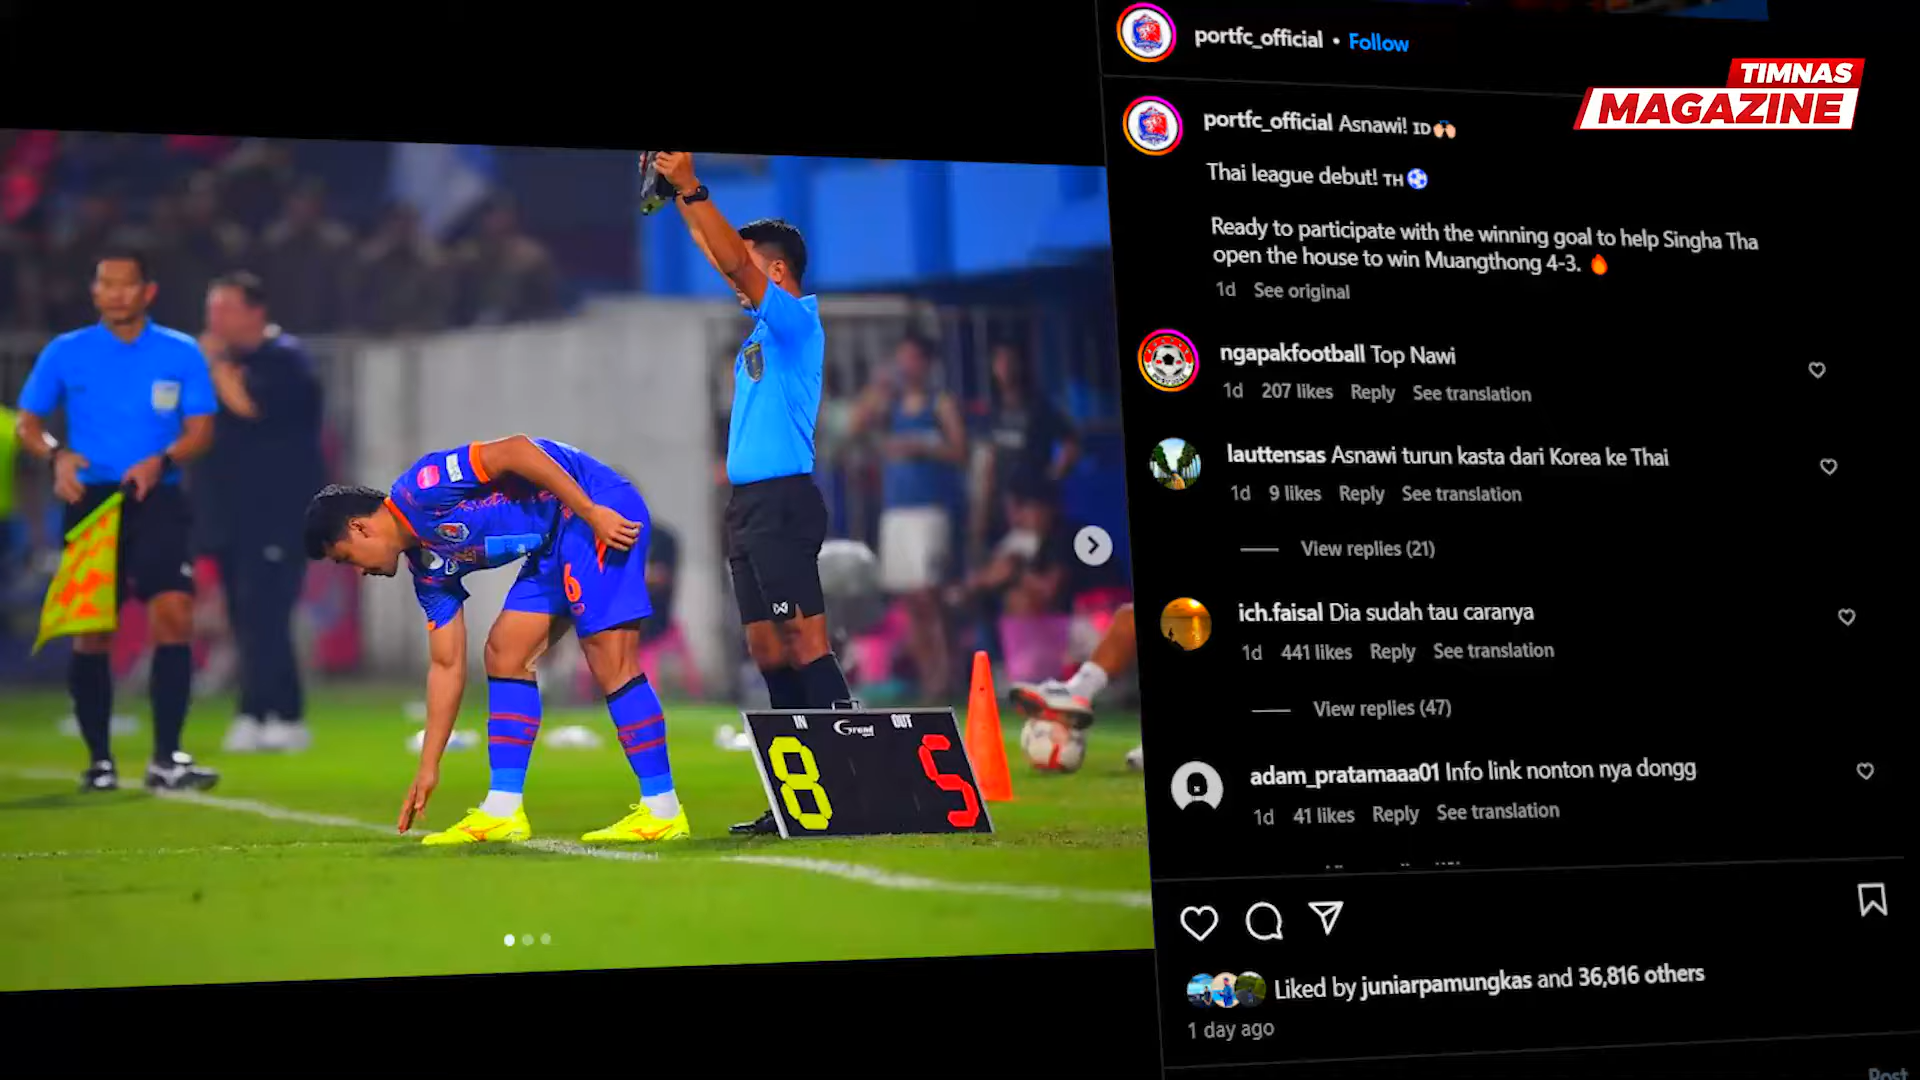 portfc_official • Follow
TIMNAS
MAGAZINE
portfc_official Asnawi! ID
Thai league debut! TH
Ready to participate with the winning goal to help Singha Tha
open the house to win Muangthong 4-3.
1d See original
ngapakfootball Top Nawi
1d 207 likes Reply See translation
lauttensas Asnawi turun kasta dari Korea ke Thai
1d 9 likes Reply See translation
View replies (21)
ich.faisal Dia sudah tau caranya
1d 441 likes Reply See translation
View replies (47)
adam_pratamaaa01 Info link nonton nya dongg
1d 41 likes Reply See translation
Liked by juniarpamungkas and 36,816 others
1 day ago
Post
6
IN Grand OUT
8 5